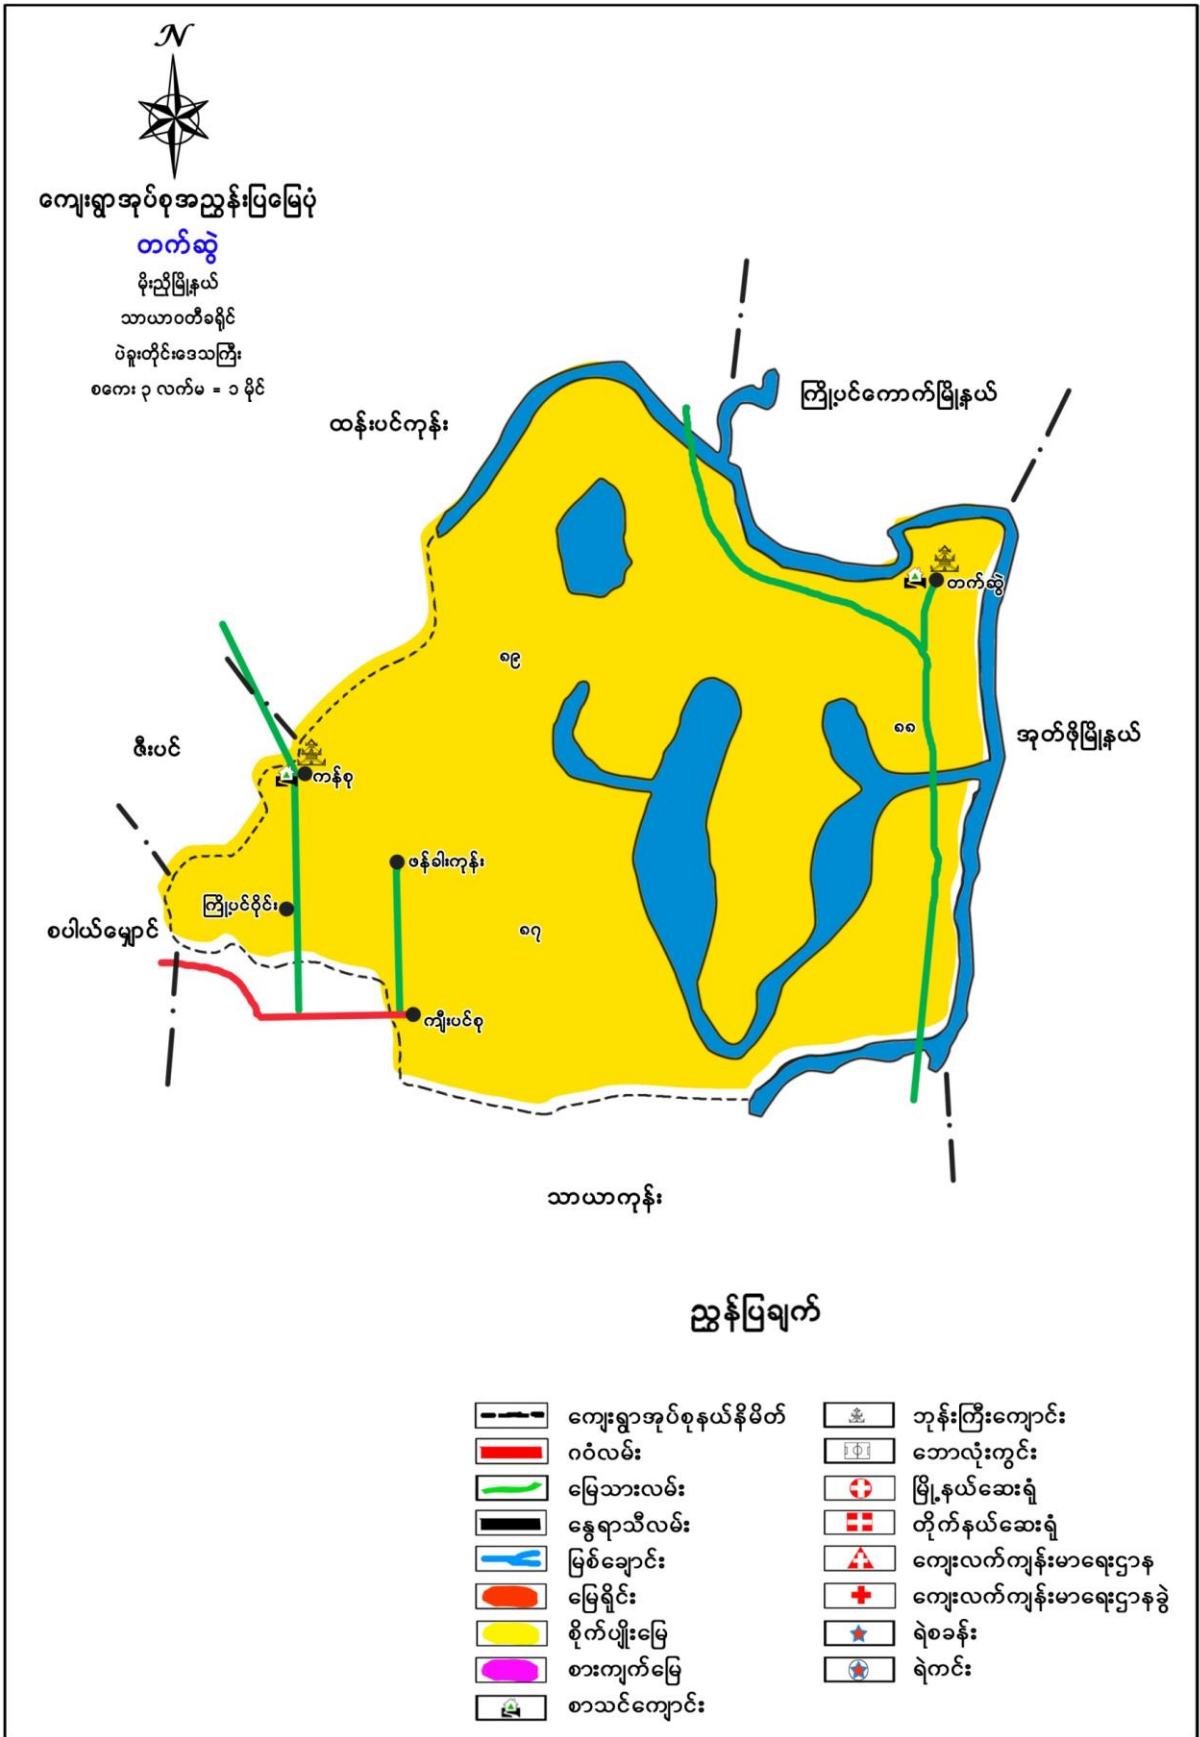 N
ကျေးရွာအုပ်စုအညွှန်းပြမြေပုံ
တက်ဆွဲ
မိုးညိုမြို့နယ်
သာယာဝတီခရိုင်
ပဲခူးတိုင်းဒေသကြီး
စကေး ၃ လက်မ = ၁ မိုင်
ကြို့ပင်ကောက်မြို့နယ်
ထန်းပင်ကုန်း
တက်ဆွဲ
၈၉
၈၈
အုတ်ဖိုမြို့နယ်
ဇီးပင်
ကန်စု
ဖန်ခါးကုန်း
ကြို့ပင်ဝိုင်း
စပါယ်မျှောင်
၈၇
ကျီးပင်စု
သာယာကုန်း
ညွှန်ပြချက်
ကျေးရွာအုပ်စုနယ်နိမိတ်
ဂဝံလမ်း
မြေသားလမ်း
နွေရာသီလမ်း
မြစ်ချောင်း
မြေရိုင်း
စိုက်ပျိုးမြေ
စားကျက်မြေ
စာသင်ကျောင်း
ဘုန်းကြီးကျောင်း
ဘောလုံးကွင်း
မြို့နယ်ဆေးရုံ
တိုက်နယ်ဆေးရုံ
ကျေးလက်ကျန်းမာရေးဌာန
ကျေးလက်ကျန်းမာရေးဌာနခွဲ
ရဲစခန်း
ရဲကင်း